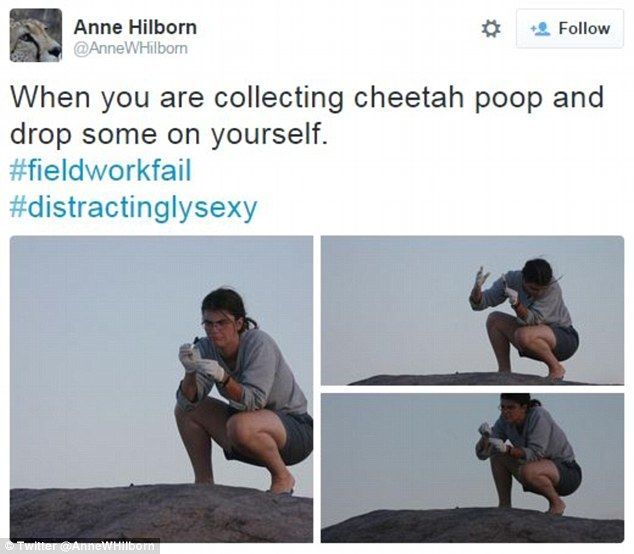 Anne Hilborn
@AnneWHilborn
Follow
When you are collecting cheetah poop and
drop some on yourself.
#fieldworkfail
#distractinglysexy
© Twitter @AnneWHilborn